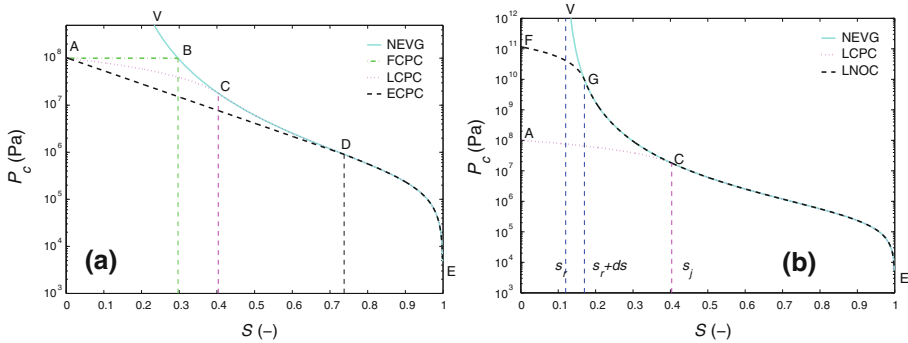 V
A
B
C
D
E
NEVG
FCPC
LCPC
ECPC
10^8
10^7
10^6
10^5
10^4
10^3
P_c (Pa)
(a)
0 0.1 0.2 0.3 0.4 0.5 0.6 0.7 0.8 0.9 1
S (–)
V
F
G
A
C
E
NEVG
LCPC
LNOC
10^12
10^11
10^10
10^9
10^8
10^7
10^6
10^5
10^4
10^3
P_c (Pa)
s_r
s_r+ds
s_j
(b)
0 0.1 0.2 0.3 0.4 0.5 0.6 0.7 0.8 0.9 1
S (–)